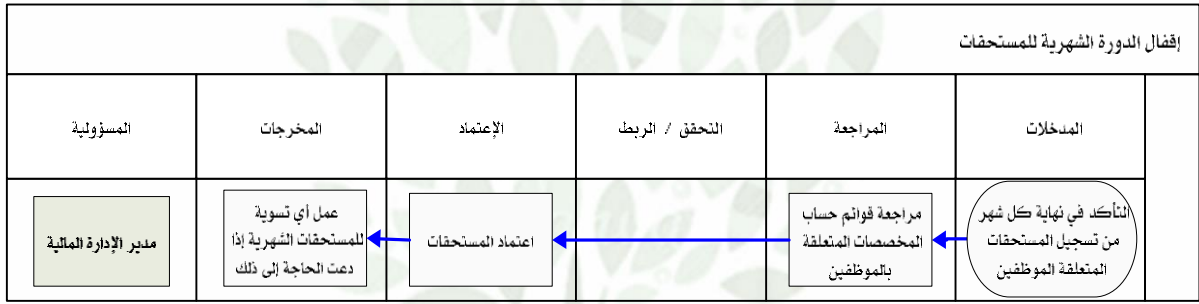 إقفال الدورة الشهرية للمستحقات
المدخلات
المراجعة
التحقق / الربط
الإعتماد
المخرجات
المسؤولية
التأكد في نهاية كل شهر
من تسجيل المستحقات
المتعلقة الموظفين
مراجعة قوائم حساب
المخصصات المتعلقة
بالموظفين
اعتماد المستحقات
عمل أي تسوية
للمستحقات الشهرية إذا
دعت الحاجة إلى ذلك
مدير الإدارة المالية